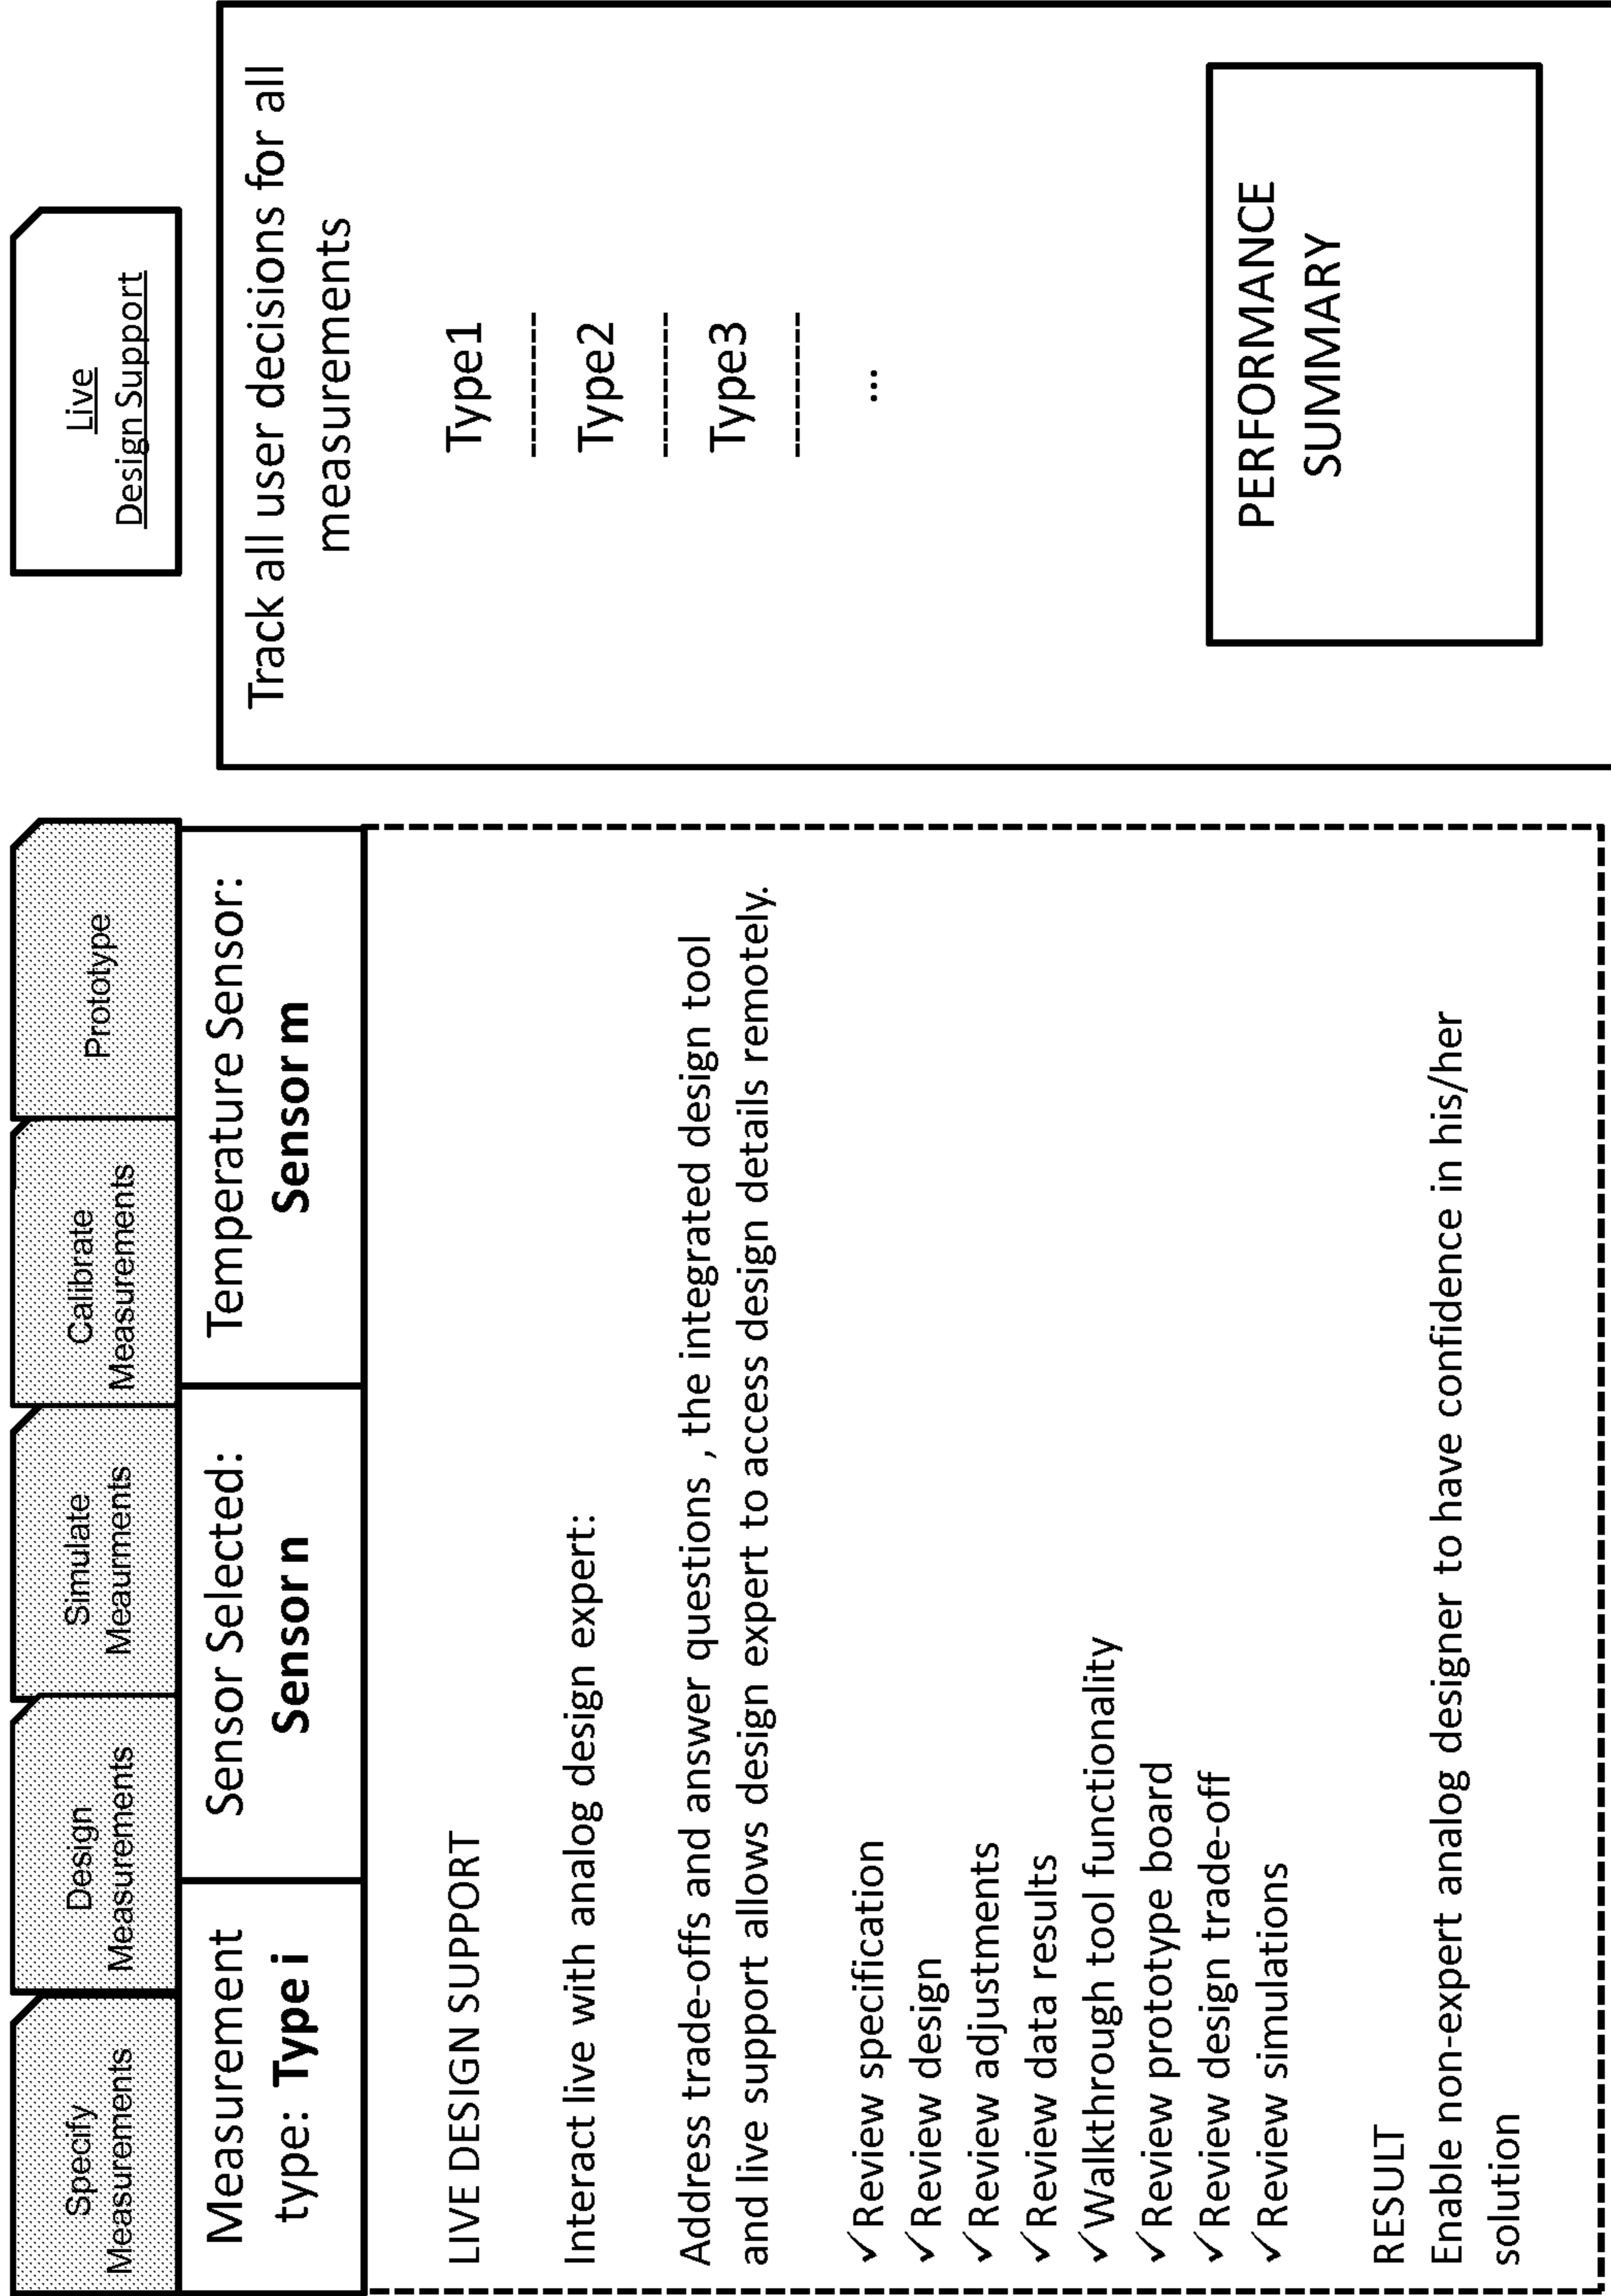 Specify
Measurements
Design
Measurements
Simulate
Meaurments
Calibrate
Measurements
Prototype
Live
Design Support
Measurement
type: Type i
Sensor Selected:
Sensor n
Temperature Sensor:
Sensor m
LIVE DESIGN SUPPORT
Interact live with analog design expert:
Address trade-offs and answer questions , the integrated design tool
and live support allows design expert to access design details remotely.
✓Review specification
✓Review design
✓Review adjustments
✓Review data results
✓Walkthrough tool functionality
✓Review prototype board
✓Review design trade-off
✓Review simulations
RESULT
Enable non-expert analog designer to have confidence in his/her
solution
Track all user decisions for all
measurements
Type1
Type2
Type3
...
PERFORMANCE
SUMMARY